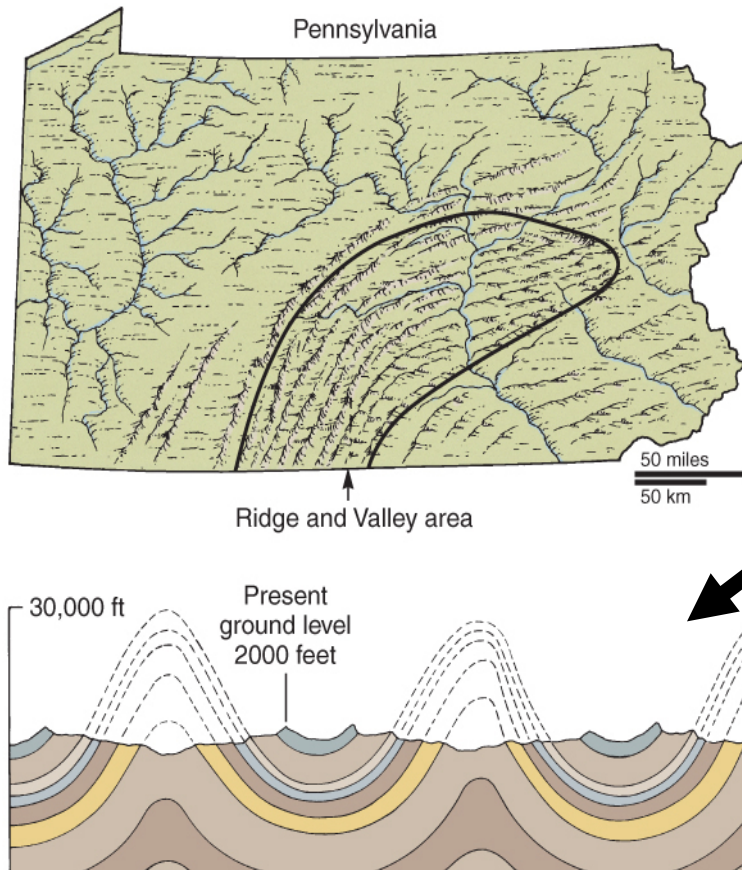 Pennsylvania
50 miles
50 km
Ridge and Valley area
30,000 ft
Present
ground level
2000 feet